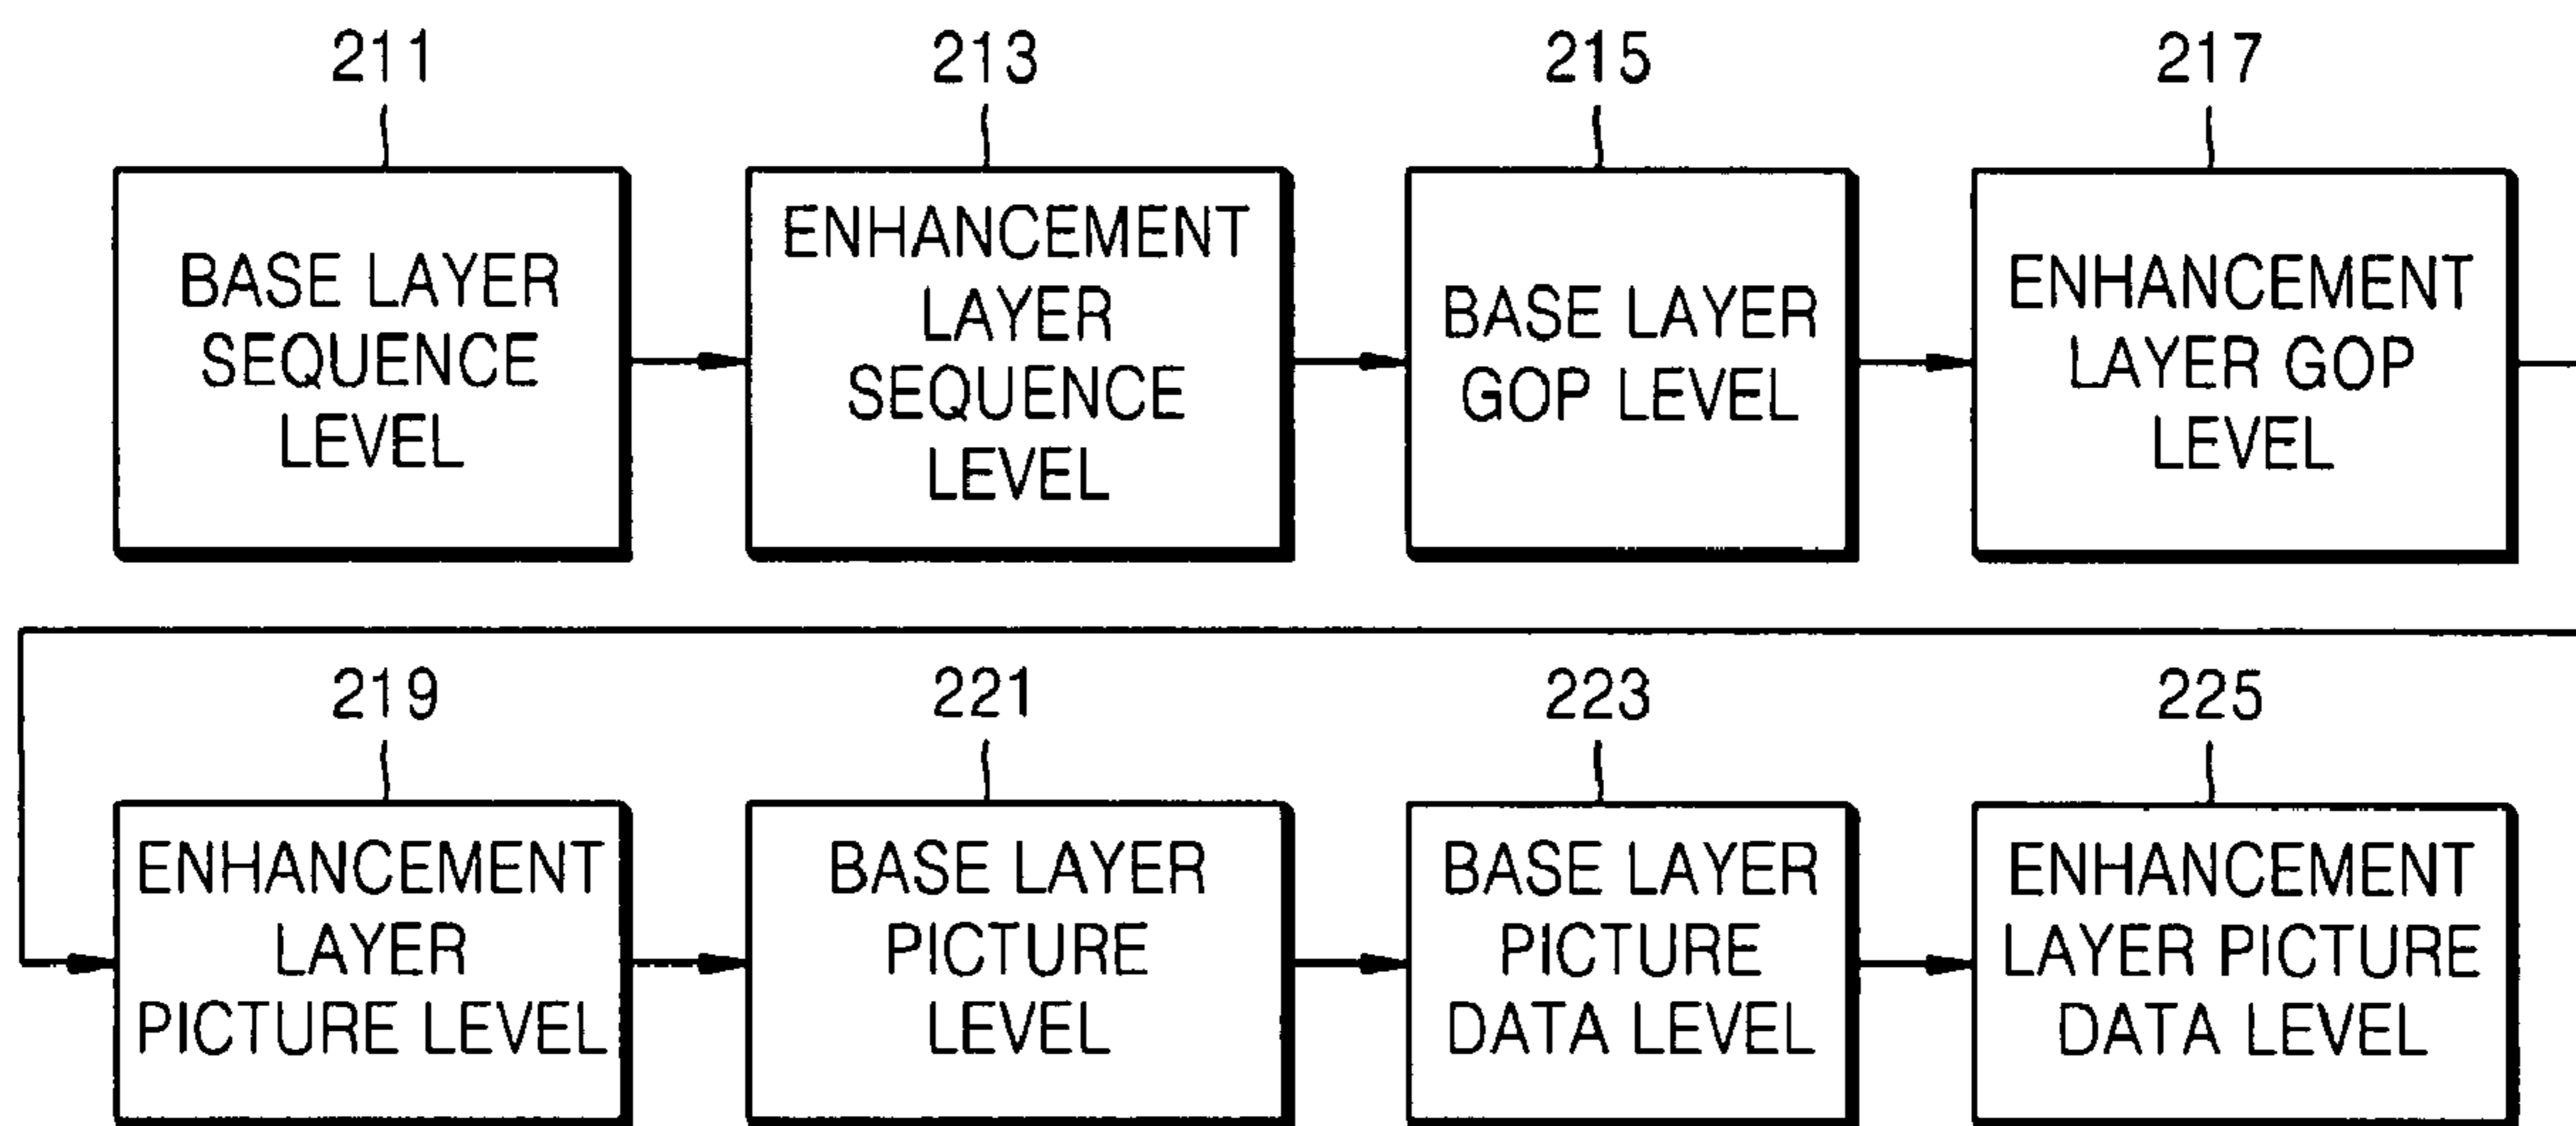 211
213
215
217
BASE LAYER
SEQUENCE
LEVEL
ENHANCEMENT
LAYER
SEQUENCE
LEVEL
BASE LAYER
GOP LEVEL
ENHANCEMENT
LAYER GOP
LEVEL
219
221
223
225
ENHANCEMENT
LAYER
PICTURE LEVEL
BASE LAYER
PICTURE
LEVEL
BASE LAYER
PICTURE
DATA LEVEL
ENHANCEMENT
LAYER PICTURE
DATA LEVEL